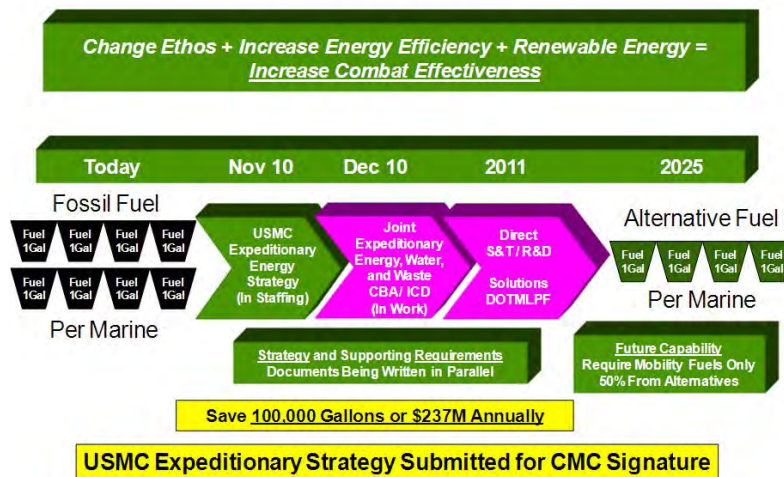 Change Ethos + Increase Energy Efficiency + Renewable Energy =
Increase Combat Effectiveness
Today
Nov 10
Dec 10
2011
2025
Fossil Fuel
Fuel 1Gal
Fuel 1Gal
Fuel 1Gal
Fuel 1Gal
Fuel 1Gal
Fuel 1Gal
Fuel 1Gal
Fuel 1Gal
Per Marine
USMC
Expeditionary
Energy
Strategy
(In Staffing)
Joint
Expeditionary
Energy, Water,
and Waste
CBA/ ICD
(In Work)
Direct
S&T/ R&D
Solutions
DOTMLPF
Alternative Fuel
Fuel 1Gal
Fuel 1Gal
Fuel 1Gal
Fuel 1Gal
Per Marine
Strategy and Supporting Requirements
Documents Being Written in Parallel
Future Capability
Require Mobility Fuels Only
50% From Alternatives
Save 100,000 Gallons or $237M Annually
USMC Expeditionary Strategy Submitted for CMC Signature